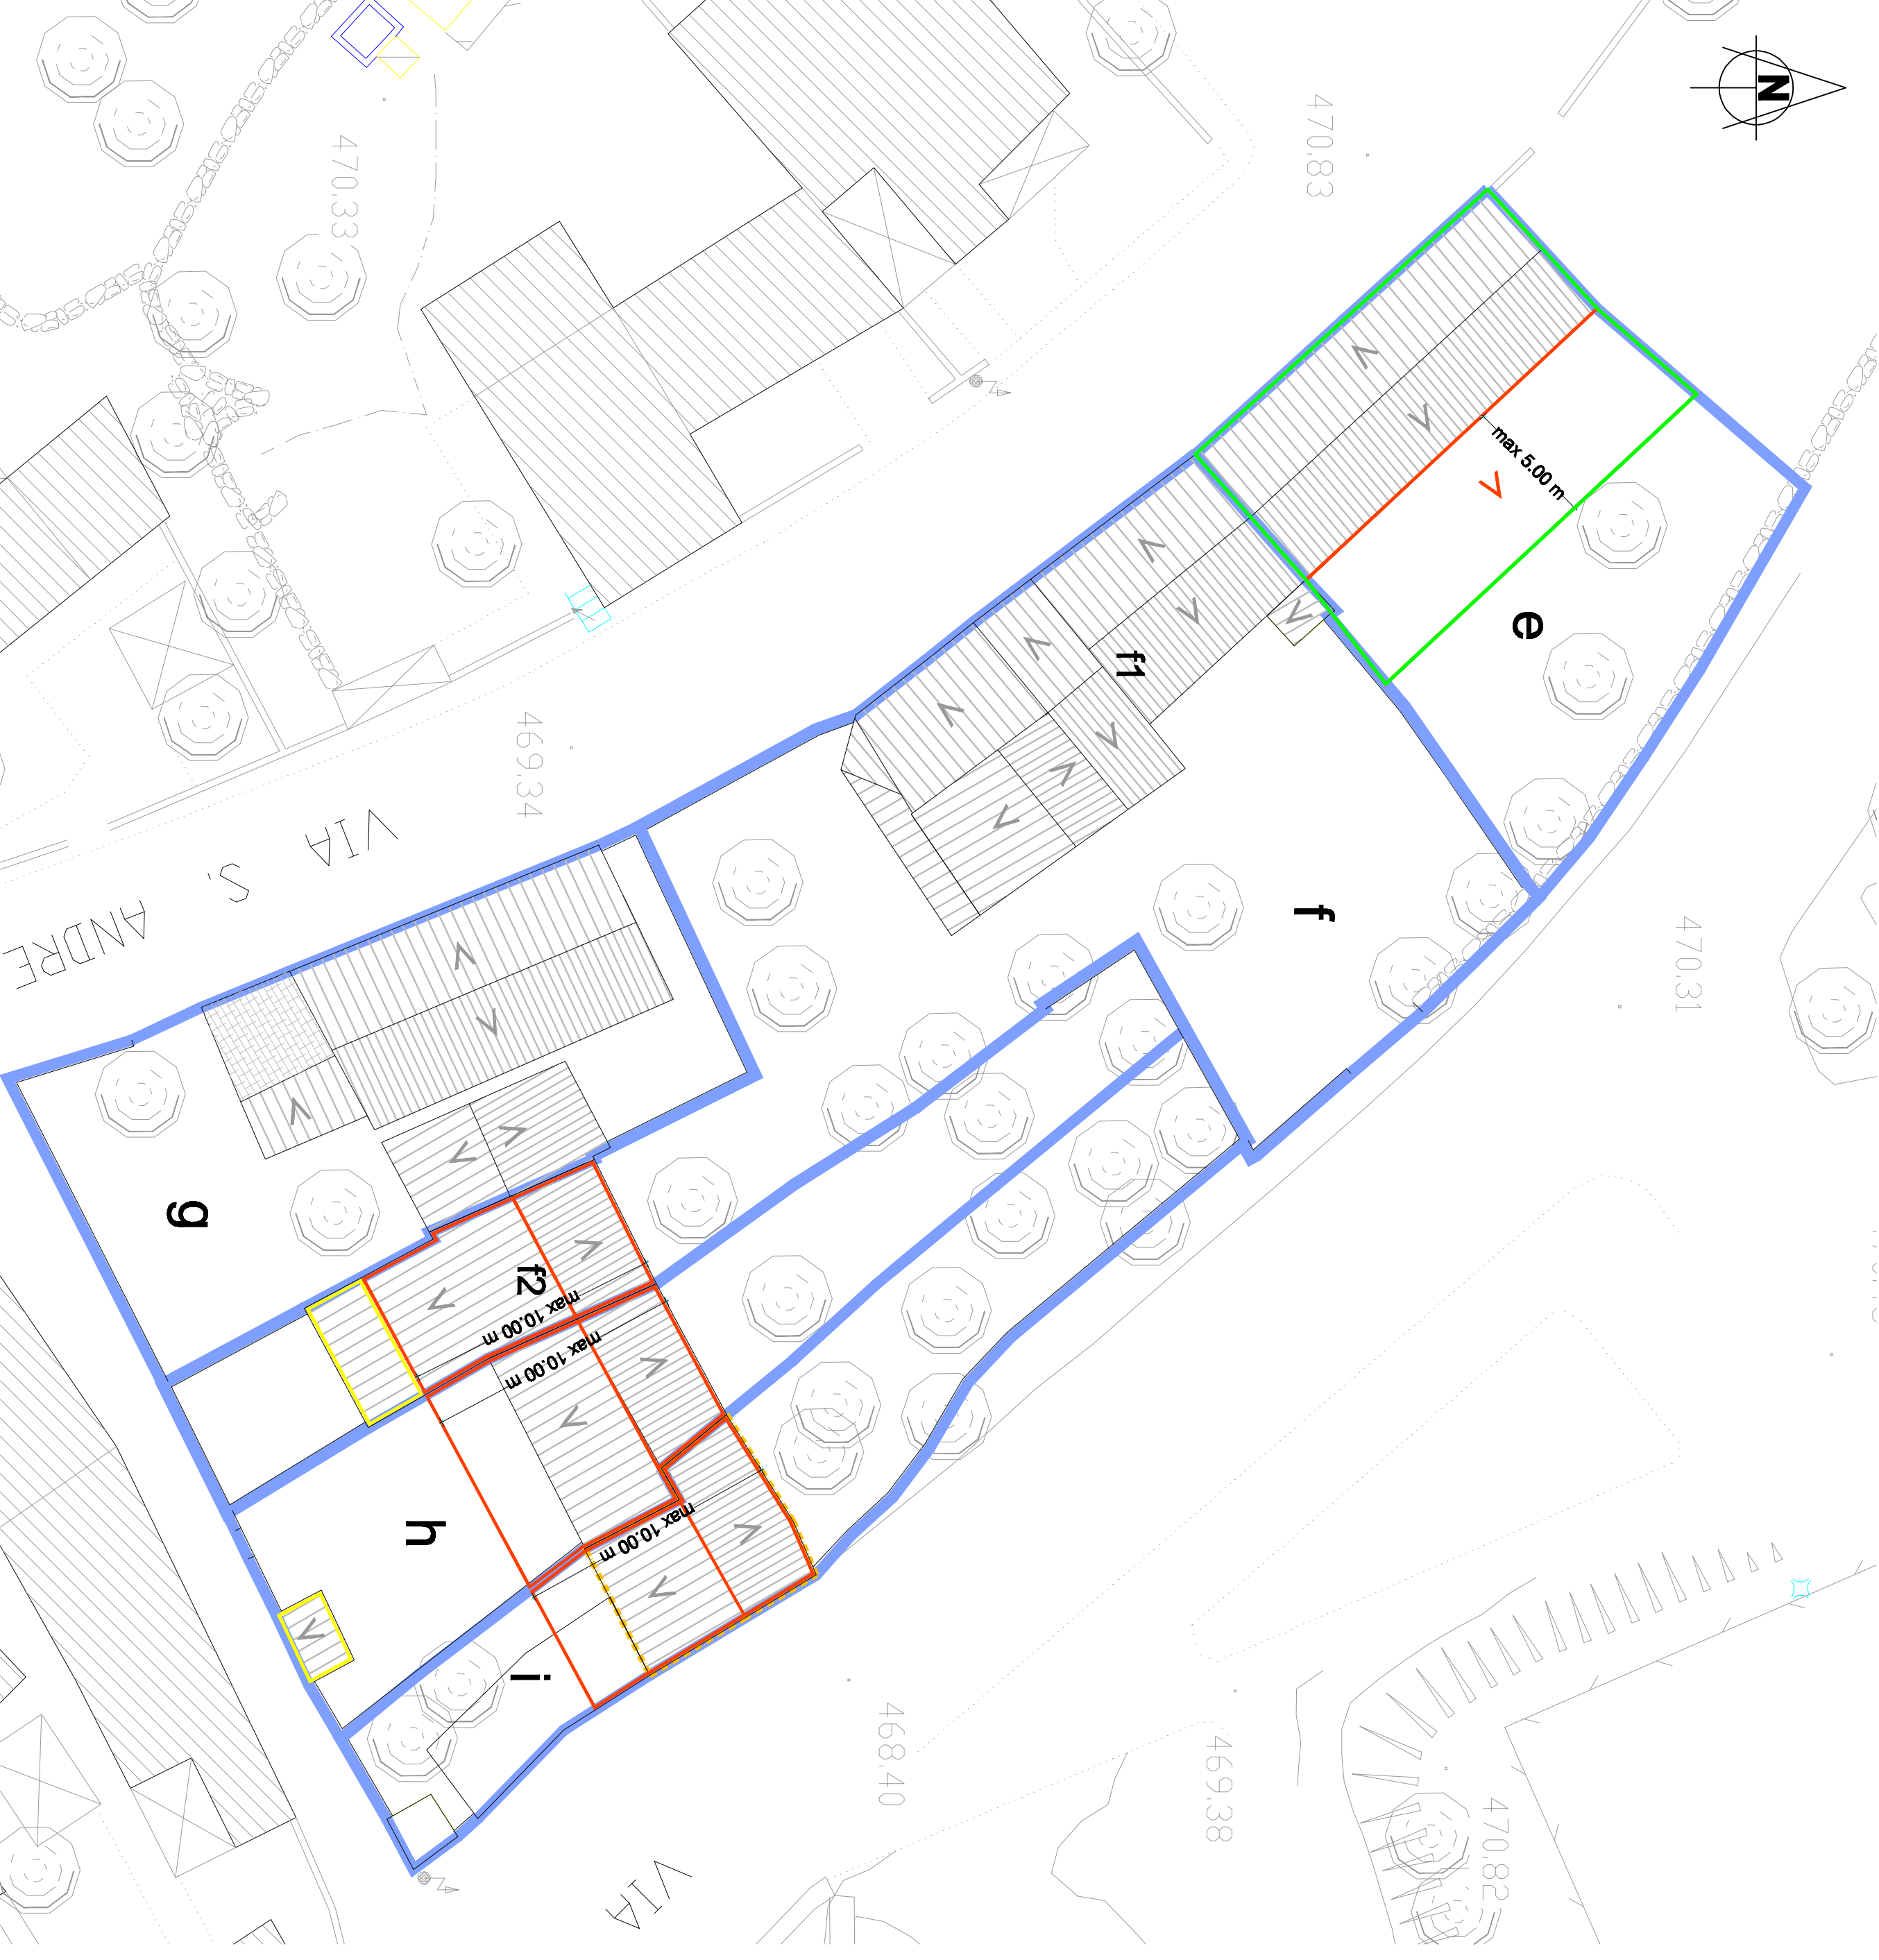 N
470.83
470.33
max 5.00 m
e
f1
469.34
VIA S. ANDRE
f
470.31
g
f2
max 10.00 m
max 10.00 m
h
max 10.00 m
i
468.40
469.38
470.82
VIA